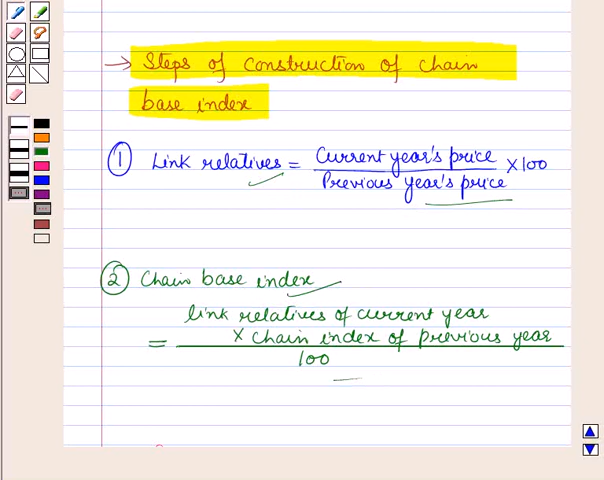 → Steps of construction of chain
base index
① Link relatives = Current year's price / Previous year's price × 100
② Chain base index
link relatives of current year
× chain index of previous year
=
100